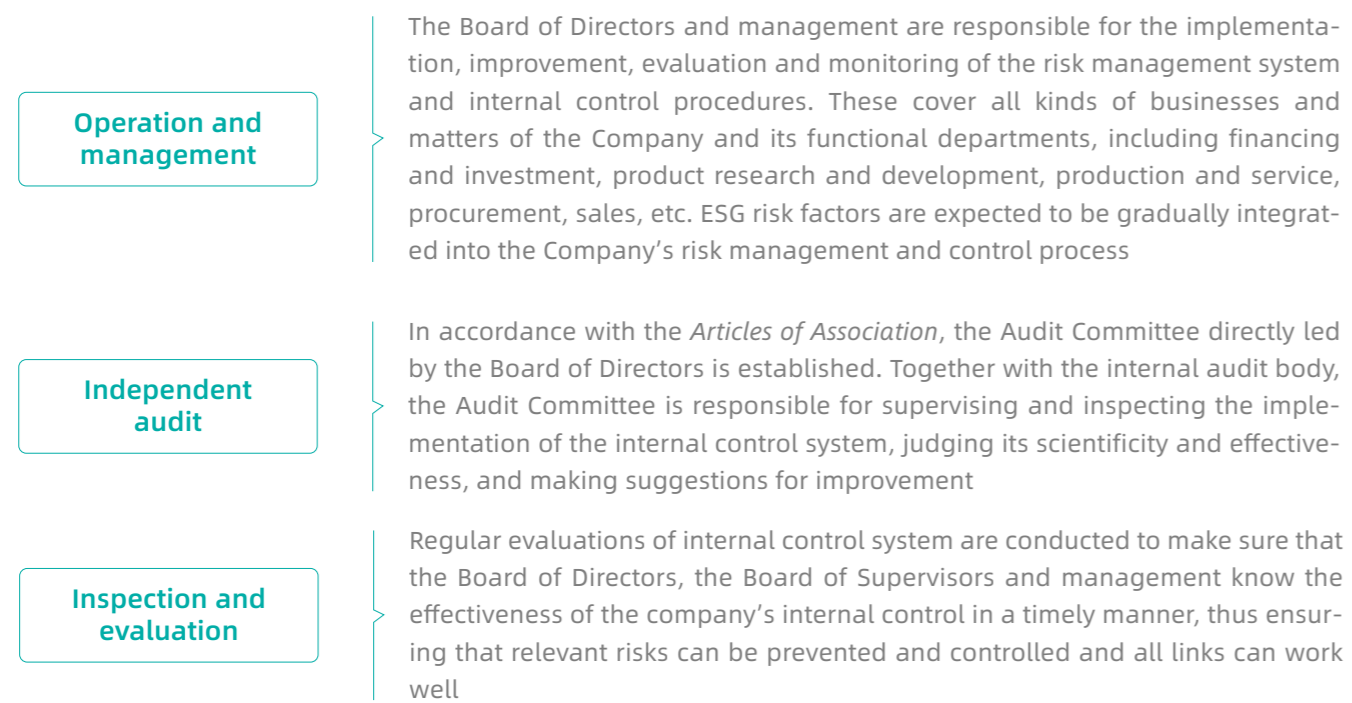 The Board of Directors and management are responsible for the implementa-
tion, improvement, evaluation and monitoring of the risk management system
and internal control procedures. These cover all kinds of businesses and
Operation and
management
matters of the Company and its functional departments, including financing
and investment, product research and development, production and service,
procurement, sales, etc. ESG risk factors are expected to be gradually integrat-
ed into the Company’s risk management and control process
In accordance with the Articles of Association, the Audit Committee directly led
by the Board of Directors is established. Together with the internal audit body,
Independent
audit
the Audit Committee is responsible for supervising and inspecting the imple-
mentation of the internal control system, judging its scientificity and effective-
ness, and making suggestions for improvement
Regular evaluations of internal control system are conducted to make sure that
the Board of Directors, the Board of Supervisors and management know the
Inspection and
evaluation
effectiveness of the company’s internal control in a timely manner, thus ensur-
ing that relevant risks can be prevented and controlled and all links can work
well